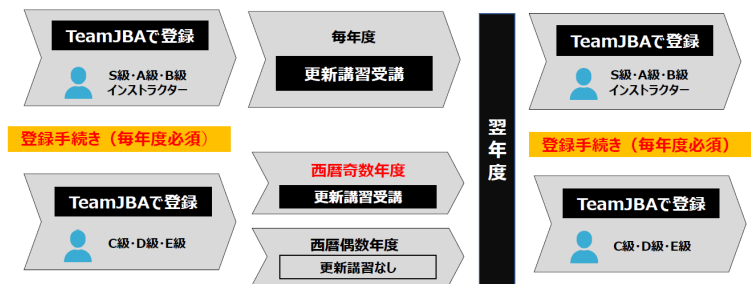 TeamJBAで登録
S級・A級・B級
インストラクター
毎年度
更新講習受講
登録手続き（毎年度必須）
TeamJBAで登録
C級・D級・E級
西暦奇数年度
更新講習受講
西暦偶数年度
更新講習なし
翌年度
TeamJBAで登録
S級・A級・B級
インストラクター
登録手続き（毎年度必須）
TeamJBAで登録
C級・D級・E級